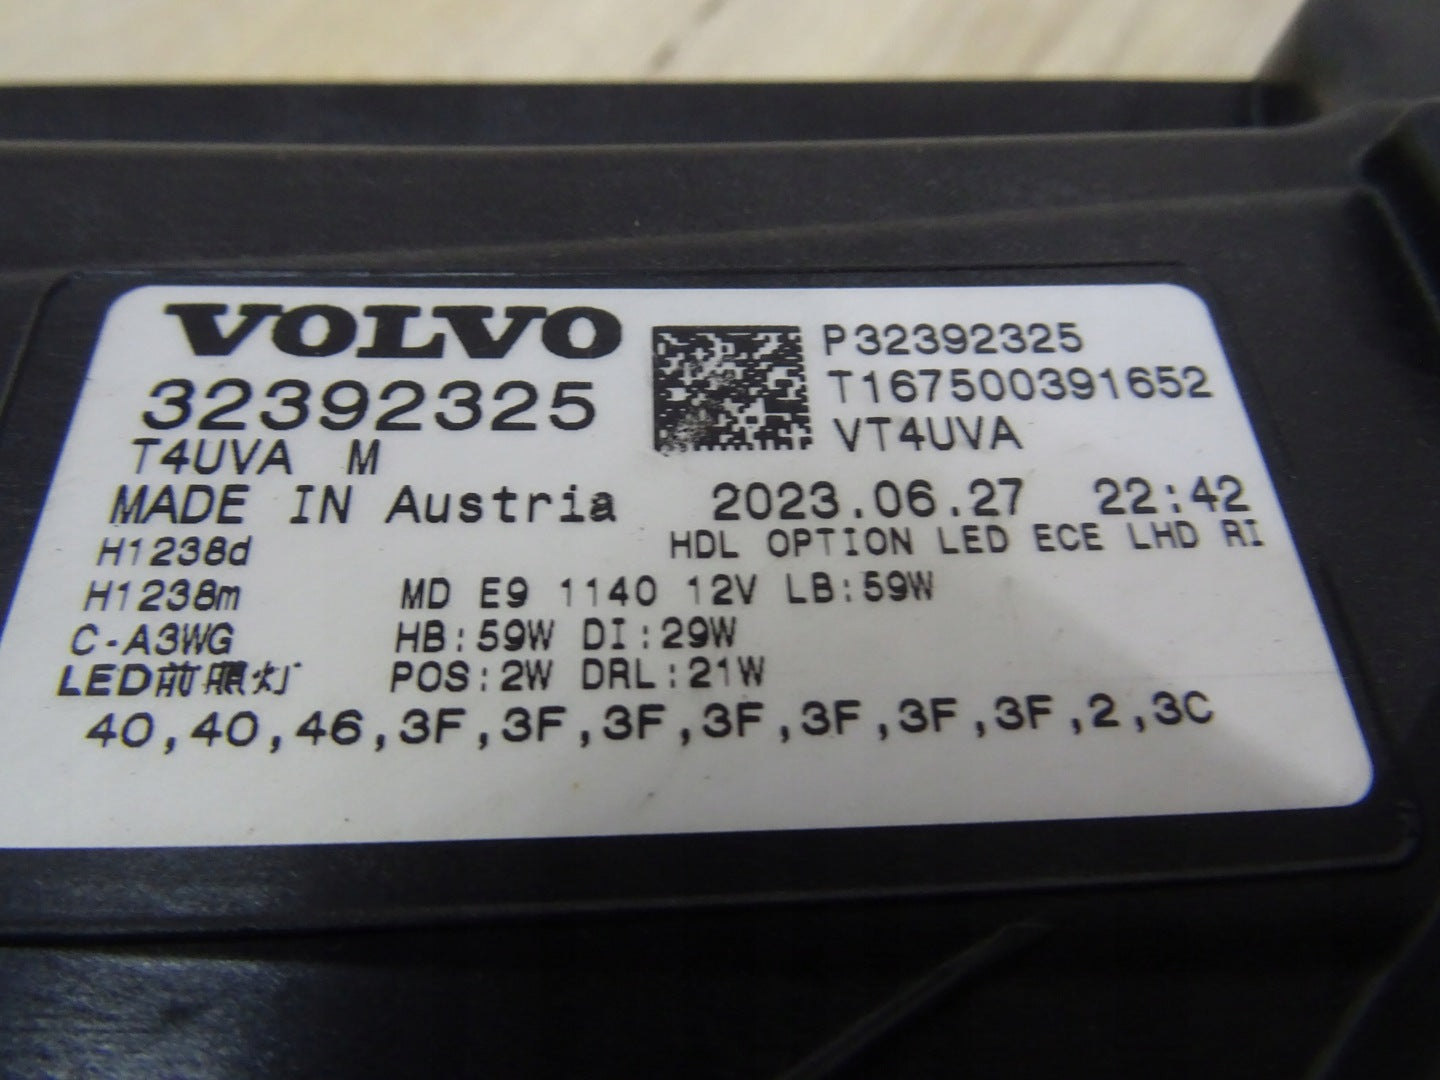 VOLVO
32392325
P32392325
T167500391652
VT4UVA
T4UVA M
MADE IN Austria 2023.06.27 22:42
H1238d HDL OPTION LED ECE LHD RI
H1238m MD E9 1140 12V LB:59W
C-A3WG HB:59W DI:29W
LED前照灯 POS:2W DRL:21W
40,40,46,3F,3F,3F,3F,3F,3F,3F,2,3C